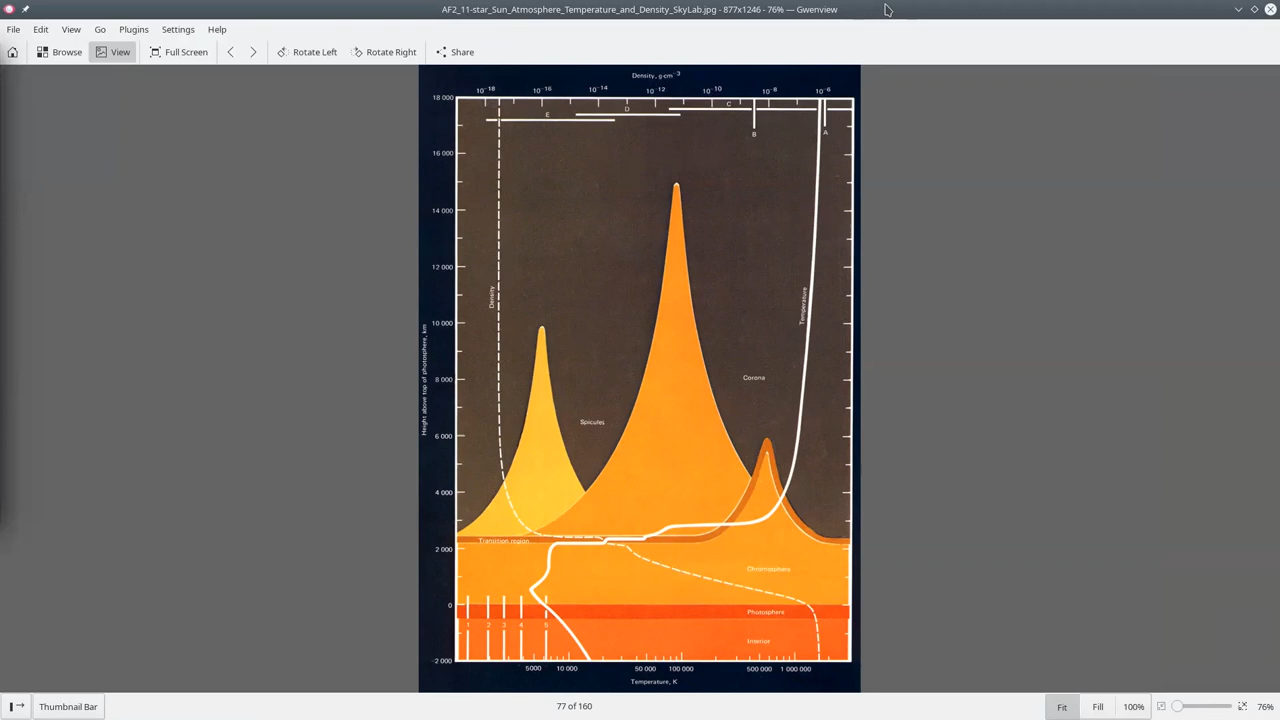 AF2_11-star_Sun_Atmosphere_Temperature_and_Density_SkyLab.jpg - 877x1246 - 76% — Gwenview
File Edit View Go Plugins Settings Help
Browse View Full Screen Rotate Left Rotate Right Share
Density, g·cm⁻³
10⁻¹⁸ 10⁻¹⁶ 10⁻¹⁴ 10⁻¹² 10⁻¹⁰ 10⁻⁸ 10⁻⁶
18 000
C
D
E
B
A
16 000
14 000
12 000
Density
Temperature
10 000
Height above top of photosphere, km
8 000
Corona
Spicules
6 000
4 000
Transition region
2 000
Chromosphere
0
Photosphere
1 2 3 4 5
Interior
-2 000
5000 10 000 50 000 100 000 500 000 1 000 000
Temperature, K
Thumbnail Bar
77 of 160
Fit Fill 100% 76%